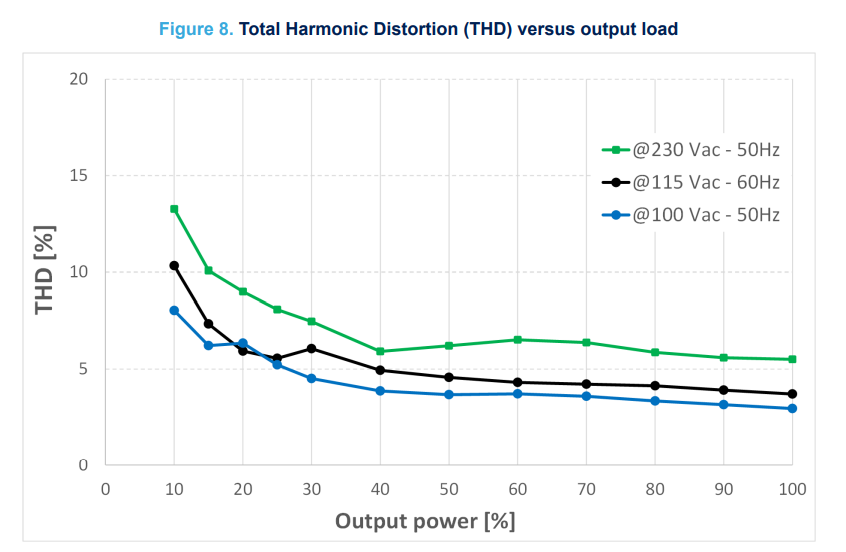 Figure 8. Total Harmonic Distortion (THD) versus output load
20
15
10
5
0
THD [%]
@230 Vac - 50Hz
@115 Vac - 60Hz
@100 Vac - 50Hz
0 10 20 30 40 50 60 70 80 90 100
Output power [%]